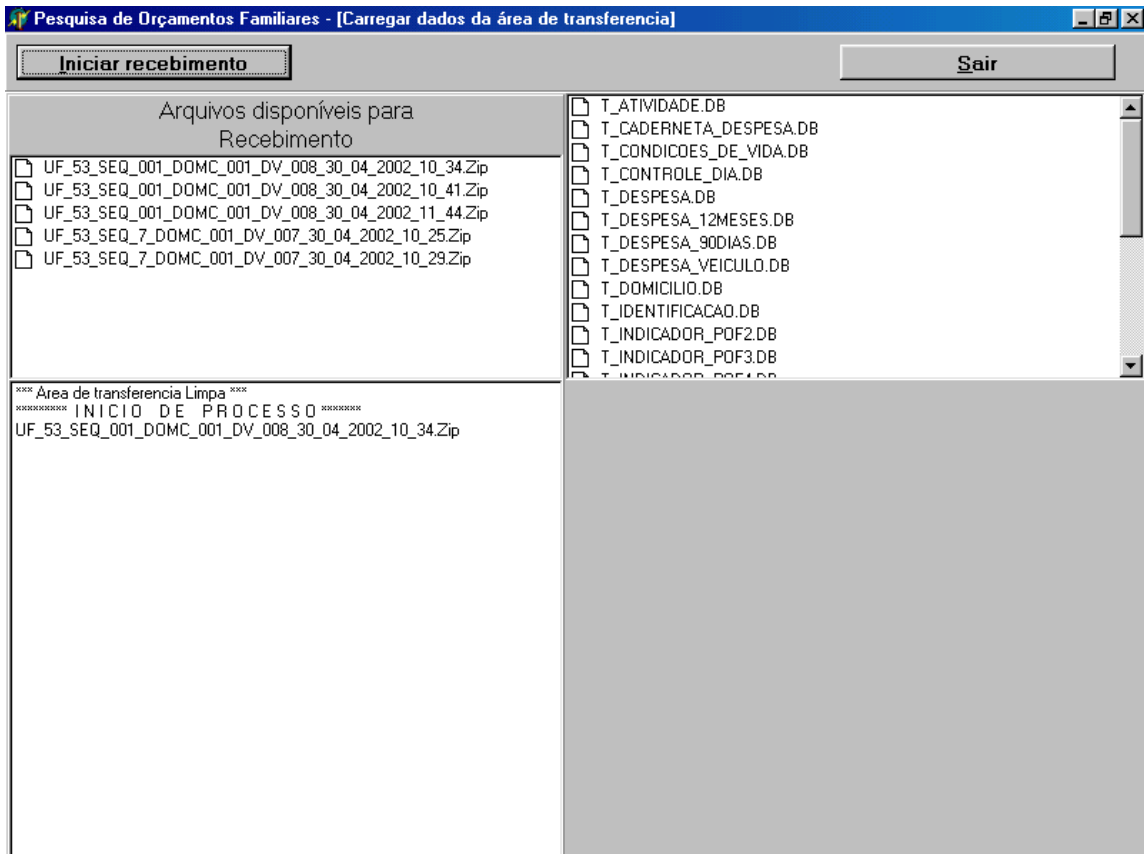 Pesquisa de Orçamentos Familiares - [Carregar dados da área de transferencia]
Iniciar recebimento
Sair
Arquivos disponíveis para
Recebimento
UF_53_SEQ_001_DOMC_001_DV_008_30_04_2002_10_34.Zip
UF_53_SEQ_001_DOMC_001_DV_008_30_04_2002_10_41.Zip
UF_53_SEQ_001_DOMC_001_DV_008_30_04_2002_11_44.Zip
UF_53_SEQ_7_DOMC_001_DV_007_30_04_2002_10_25.Zip
UF_53_SEQ_7_DOMC_001_DV_007_30_04_2002_10_29.Zip
T_ATIVIDADE.DB
T_CADERNETA_DESPESA.DB
T_CONDICOES_DE_VIDA.DB
T_CONTROLE_DIA.DB
T_DESPESA.DB
T_DESPESA_12MESES.DB
T_DESPESA_90DIAS.DB
T_DESPESA_VEICULO.DB
T_DOMICILIO.DB
T_IDENTIFICACAO.DB
T_INDICADOR_POF2.DB
T_INDICADOR_POF3.DB
T_INDICADOR_POF4.DB
*** Area de transferencia Limpa ***
********* I N I C I O   D E   P R O C E S S O *******
UF_53_SEQ_001_DOMC_001_DV_008_30_04_2002_10_34.Zip